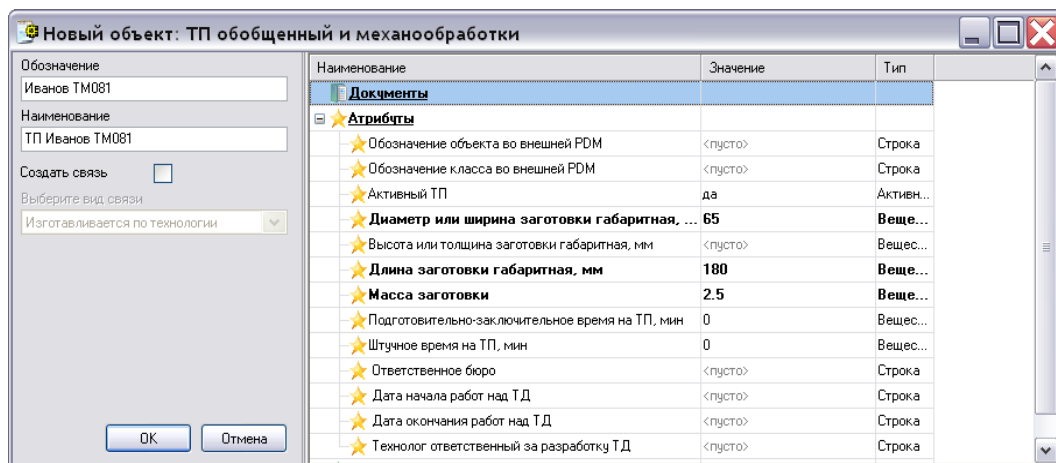 Новый объект: ТП обобщенный и механообработки
Обозначение
Иванов ТМ081
Наименование
ТП Иванов ТМ081
Создать связь
Выберите вид связи
Изготавливается по технологии
OK Отмена
Наименование Значение Тип
Документы
Атрибуты
Обозначение объекта во внешней PDM <пусто> Строка
Обозначение класса во внешней PDM <пусто> Строка
Активный ТП да Активн...
Диаметр или ширина заготовки габаритная, ... 65 Веще...
Высота или толщина заготовки габаритная, мм <пусто> Вещес...
Длина заготовки габаритная, мм 180 Веще...
Масса заготовки 2.5 Веще...
Подготовительно-заключительное время на ТП, мин 0 Вещес...
Штучное время на ТП, мин 0 Вещес...
Ответственное бюро <пусто> Строка
Дата начала работ над ТД <пусто> Строка
Дата окончания работ над ТД <пусто> Строка
Технолог ответственный за разработку ТД <пусто> Строка